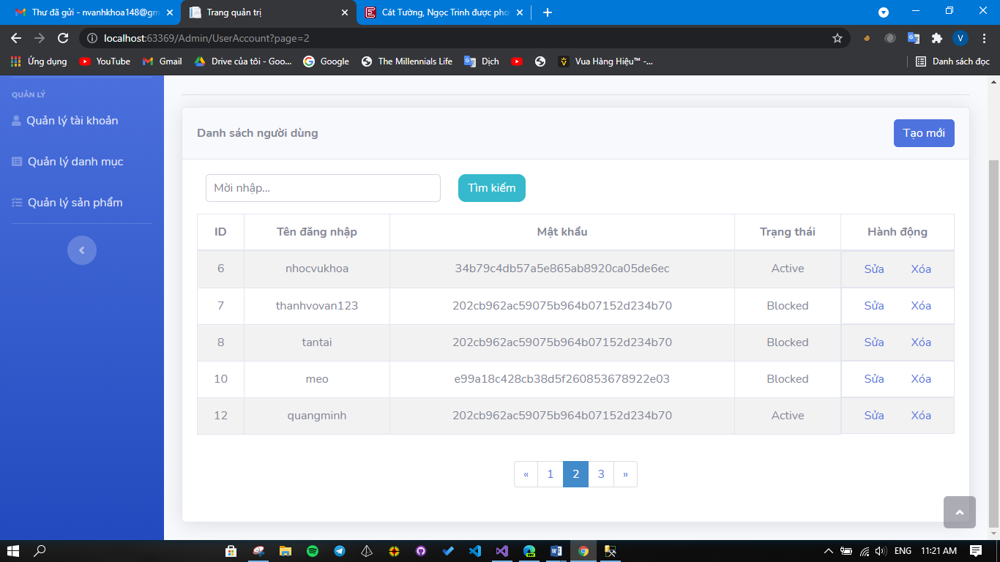 Thư đã gửi - nvanhkhoa148@gm
Trang quản trị
Cát Tường, Ngọc Trinh được pho
localhost:63369/Admin/UserAccount?page=2
V
Ứng dụng
YouTube
Gmail
Drive của tôi - Goo...
Google
The Millennials Life
Dịch
Vua Hàng Hiệu™ -...
Danh sách đọc
QUẢN LÝ
Quản lý tài khoản
Quản lý danh mục
Quản lý sản phẩm
Danh sách người dùng
Tạo mới
Mời nhập...
Tìm kiếm
ID Tên đăng nhập Mật khẩu Trạng thái Hành động
6 nhocvukhoa 34b79c4db57a5e865ab8920ca05de6ec Active Sửa Xóa
7 thanhvovan123 202cb962ac59075b964b07152d234b70 Blocked Sửa Xóa
8 tantai 202cb962ac59075b964b07152d234b70 Blocked Sửa Xóa
10 meo e99a18c428cb38d5f260853678922e03 Blocked Sửa Xóa
12 quangminh 202cb962ac59075b964b07152d234b70 Active Sửa Xóa
« 1 2 3 »
ENG 11:21 AM